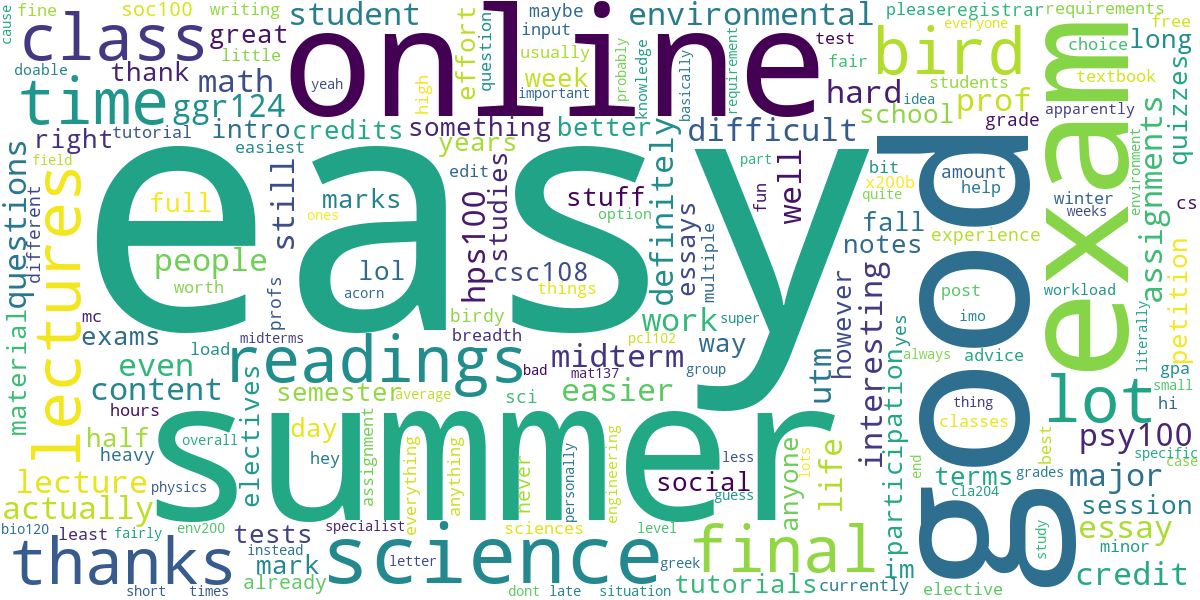 cause
fine
soc100
writing
student
question
maybe
input
environmental
pleaseregistrar
requirements
everyone
free
class
great
online
effort
usually
test
bird
choice
long
doable
thank
little
math
yeah
high
week
important
probably
knowledge
basically
requirement
fair
hard
idea
students
prof
textbook
time
ggr124
school
grade
apparently
quizzes
right
tutorial
intro
credits
something
better
difficult
easiest
years
definitely
field
lectures
questions
different
still
full
marks
ones
edit
hps100
studies
stuff
option
part
fun
well
bit
x200b
quite
amount
help
exam
winter
weeks
environment
assignments
cs
easy
good
essays
multiple
fall
notes
experience
people
worth
lol
acorn
csc108
things
profs
however
interesting
post
workload
petition
literally
mc
exams
midterms
birdy
breadth
super
pcl102
work
way
imo
yes
always
advice
material
even
load
readings
bad
mat137
midterm
group
utm
gpa
small
content
electives
semester
average
sci
easier
participation
thing
lot
hi
hours
half
heavy
overall
day
summer
classes
best
psy100
specific
case
lecture
physics
hey
assignment
everything
anything
never
personally
engineering
less
social
guess
anyone
lots
life
end
terms
grades
major
actually
cla204
session
bio120
least
fairly
env200
tests
specialist
sciences
level
study
essay
minor
thanks
instead
mark
science
letter
greek
final
im
credit
short
times
already
dont
late
situation
tutorials
currently
elective